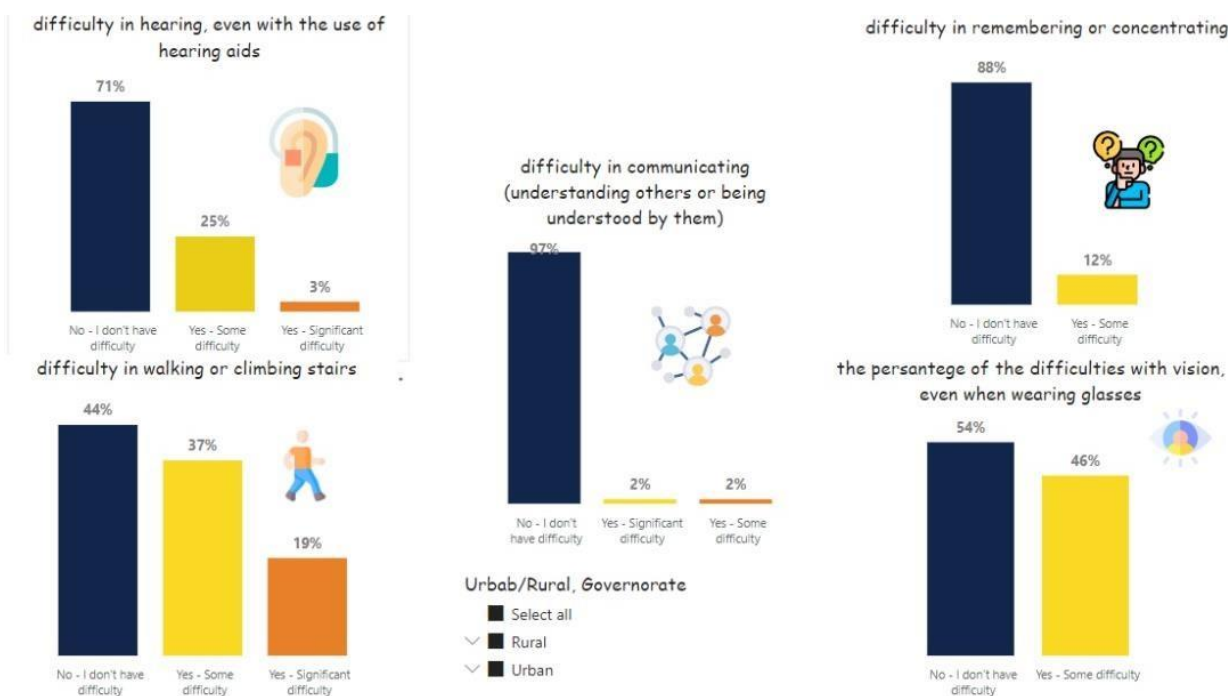 difficulty in hearing, even with the use of
hearing aids
71%
25%
3%
No - I don't have
difficulty
Yes - Some
difficulty
Yes - Significant
difficulty
difficulty in walking or climbing stairs
44%
37%
19%
No - I don't have
difficulty
Yes - Some
difficulty
Yes - Significant
difficulty
difficulty in communicating
(understanding others or being
understood by them)
97%
2%
2%
No - I don't
have difficulty
Yes - Significant
difficulty
Yes - Some
difficulty
Urbab/Rural, Governorate
Select all
Rural
Urban
difficulty in remembering or concentrating
88%
? ?
12%
No - I don't have
difficulty
Yes - Some
difficulty
the persantege of the difficulties with vision,
even when wearing glasses
54%
46%
No - I don't have
difficulty
Yes - Some difficulty